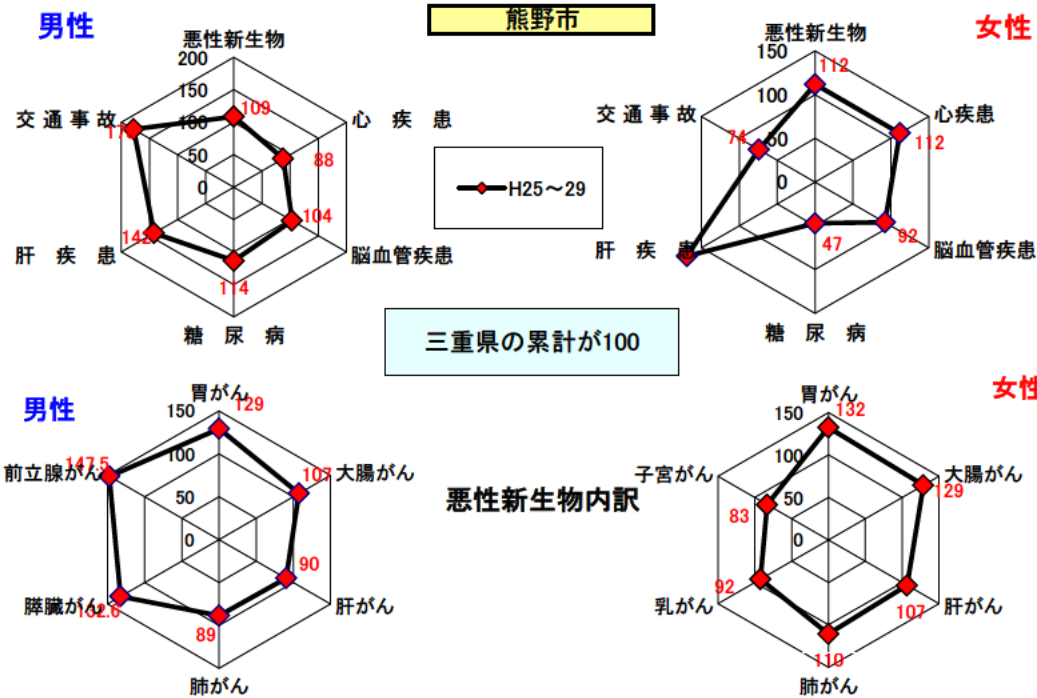 熊野市
男性
悪性新生物
200
150
100
50
0
109
心 疾 患
88
脳血管疾患
104
糖 尿 病
114
肝 疾 患
142
交 通 事 故
H25～29
女性
悪性新生物
150
100
50
0
112
心疾患
112
脳血管疾患
92
糖 尿 病
47
肝 疾 患
交 通 事 故
74
三重県の累計が100
男性
胃がん
150
100
50
0
129
大腸がん
107
肝がん
90
肺がん
89
膵臓がん
132.6
前立腺がん
147.5
悪性新生物内訳
女性
胃がん
150
100
50
0
132
大腸がん
129
肝がん
107
肺がん
110
乳がん
92
子宮がん
83